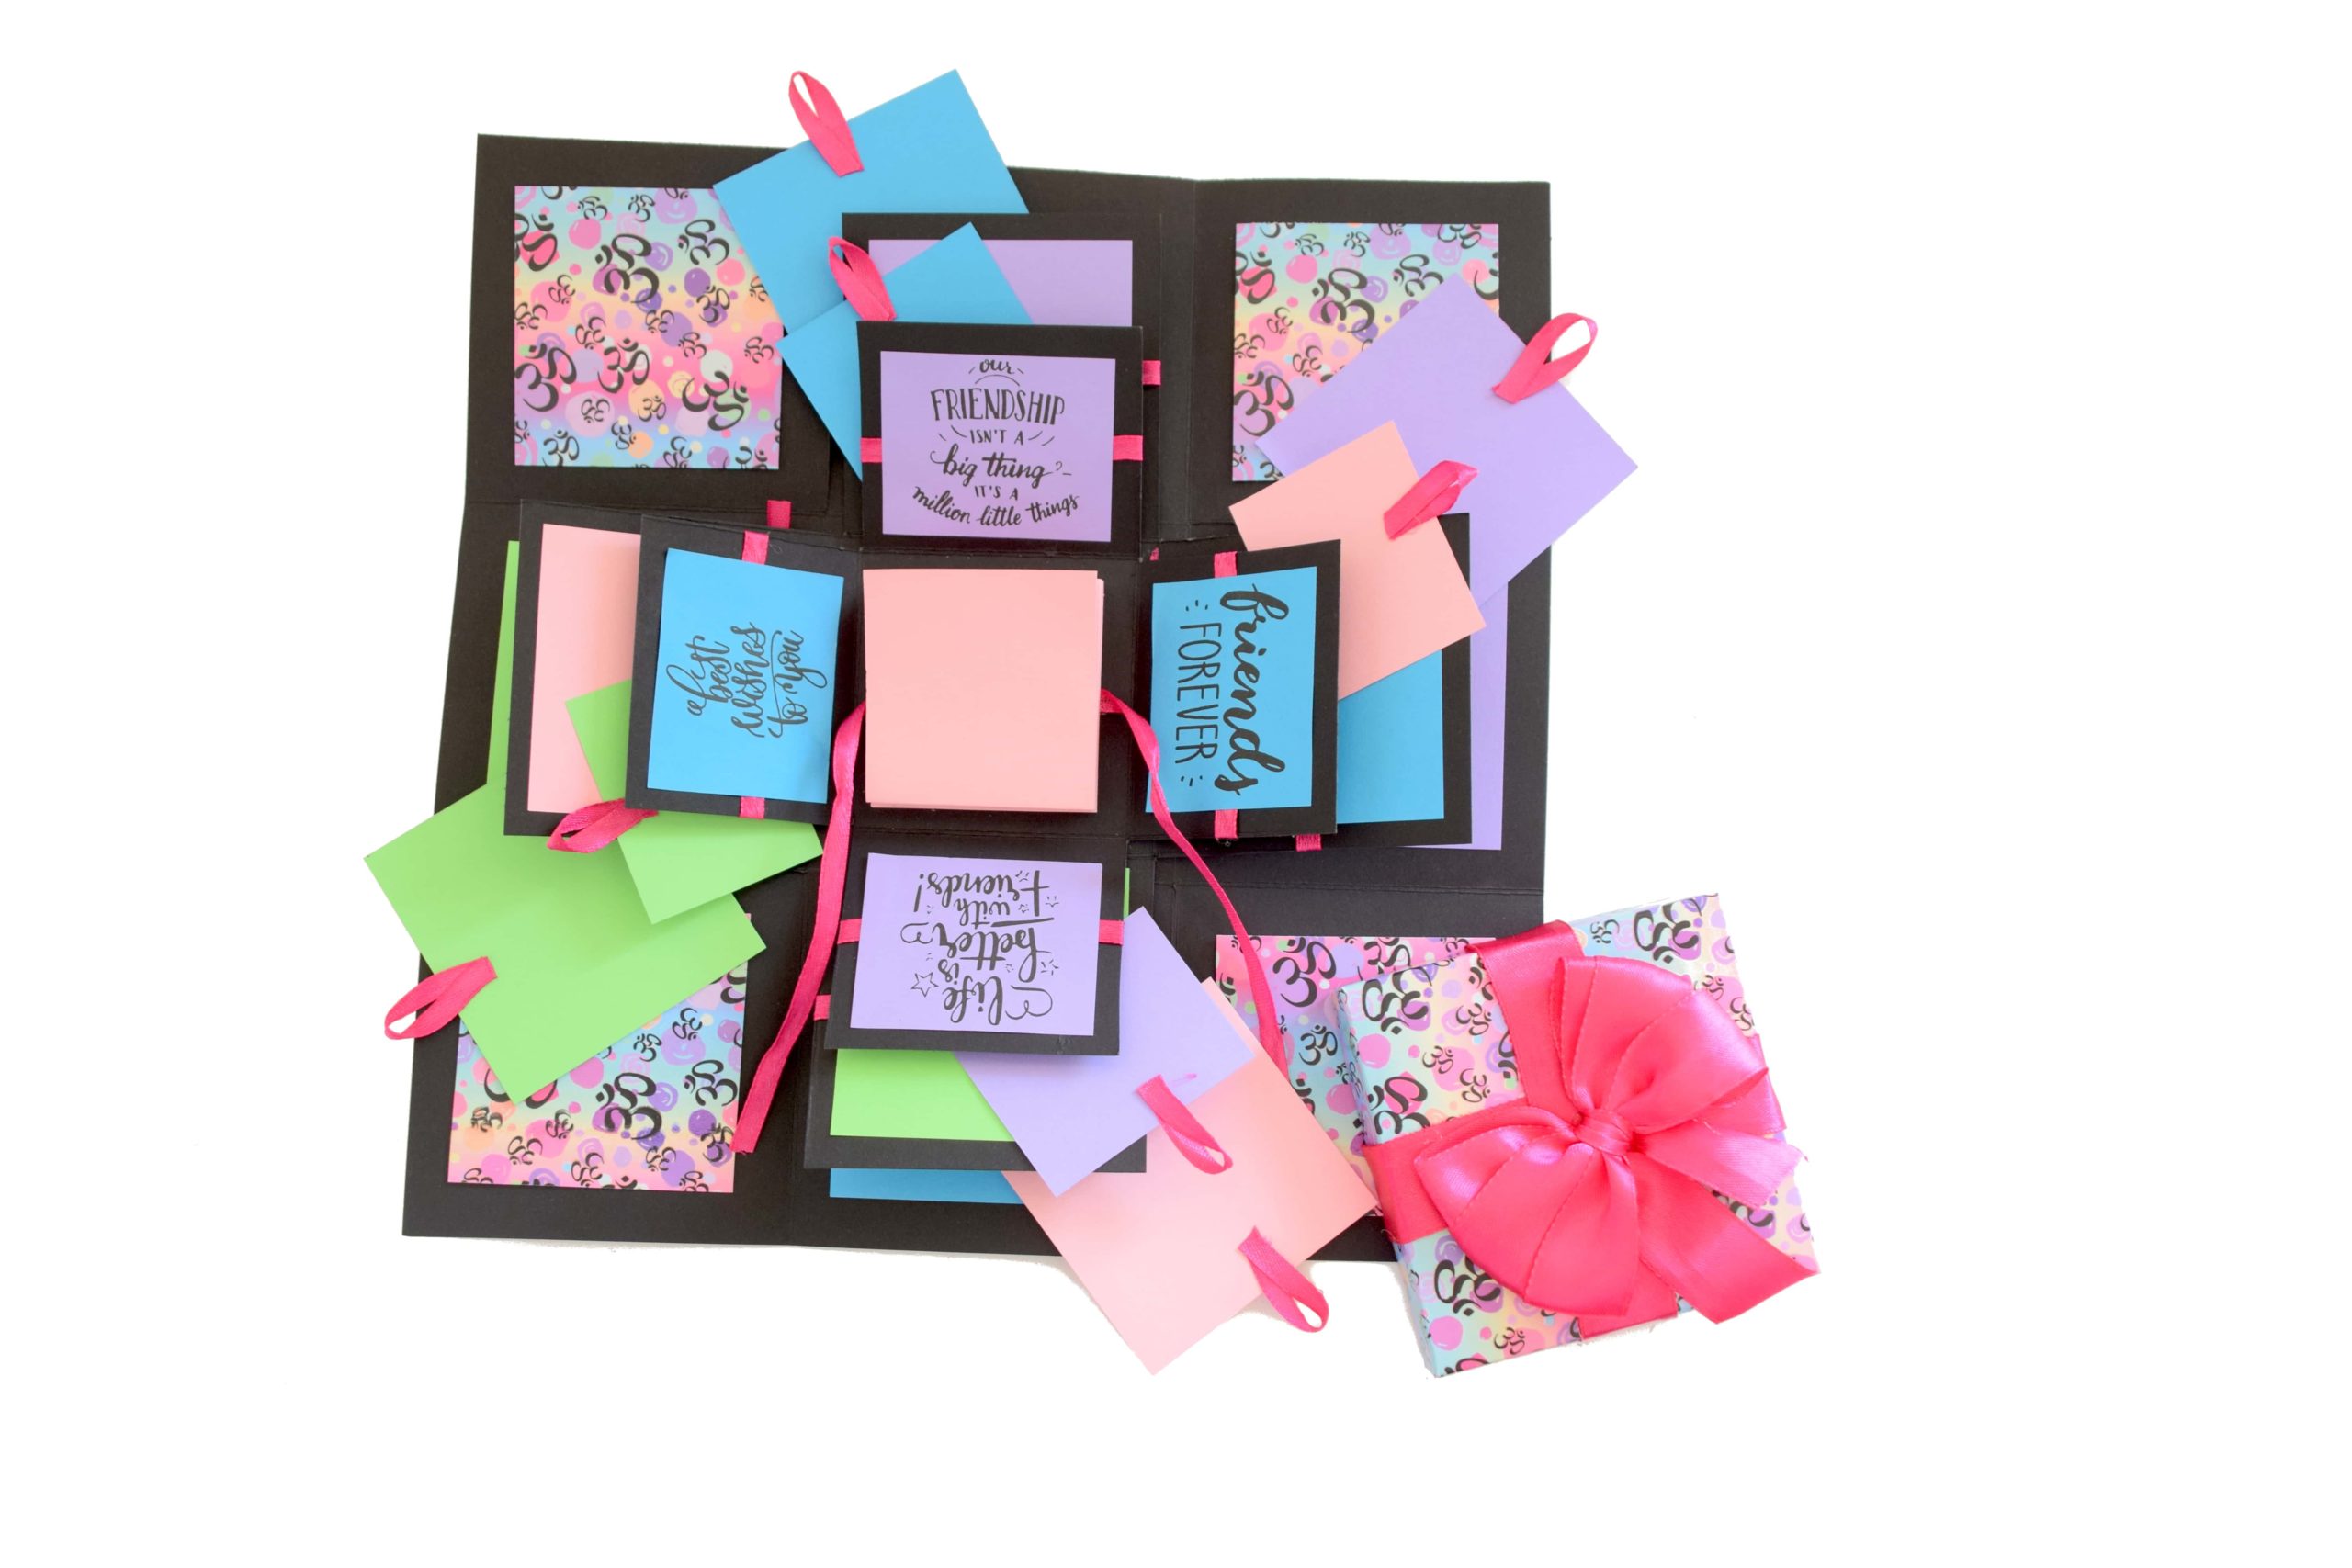 our
FRIENDSHIP
ISN'T A
big thing
IT'S A
million little things
best
wishes
to you
friends
FOREVER
life
is
better
with
friends!
ॐ